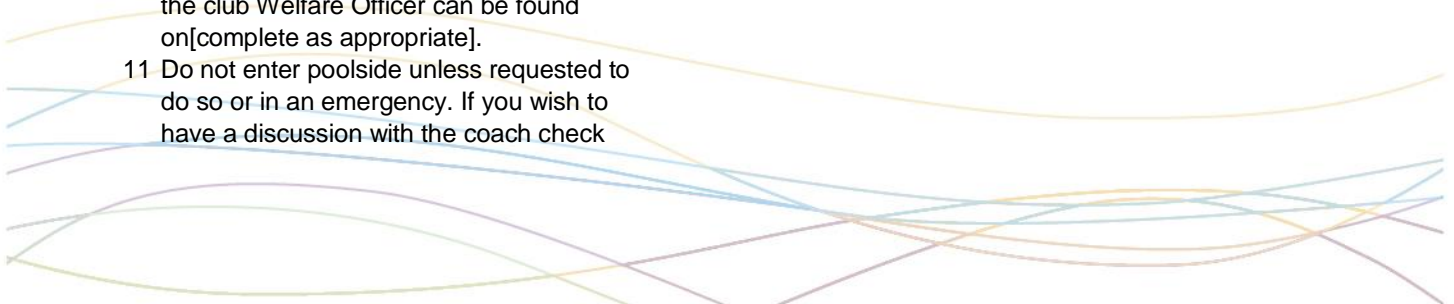 the club Welfare Officer can be found
on[complete as appropriate].
11 Do not enter poolside unless requested to
do so or in an emergency. If you wish to
have a discussion with the coach check